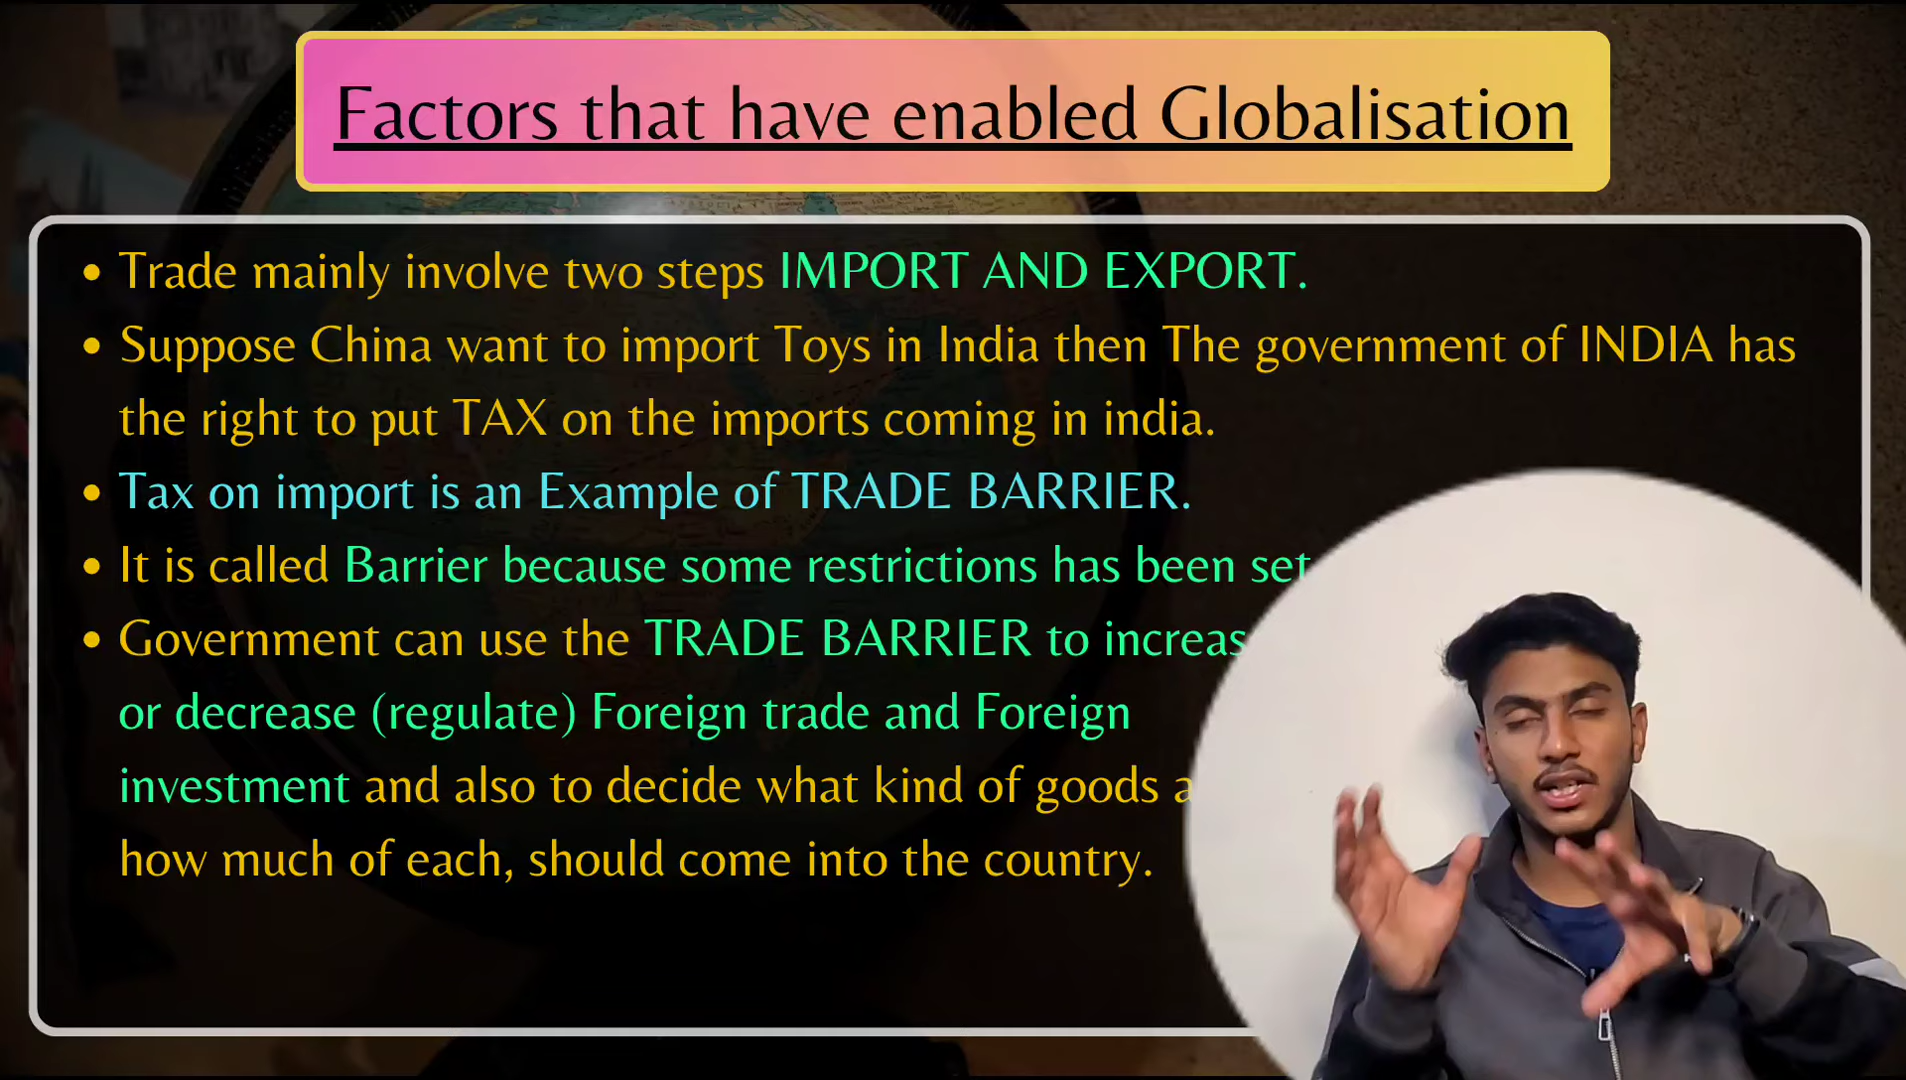 Factors that have enabled Globalisation
• Trade mainly involve two steps IMPORT AND EXPORT.
• Suppose China want to import Toys in India then The government of INDIA has
the right to put TAX on the imports coming in india.
• Tax on import is an Example of TRADE BARRIER.
• It is called Barrier because some restrictions has been set
• Government can use the TRADE BARRIER to increas
or decrease (regulate) Foreign trade and Foreign
investment and also to decide what kind of goods a
how much of each, should come into the country.